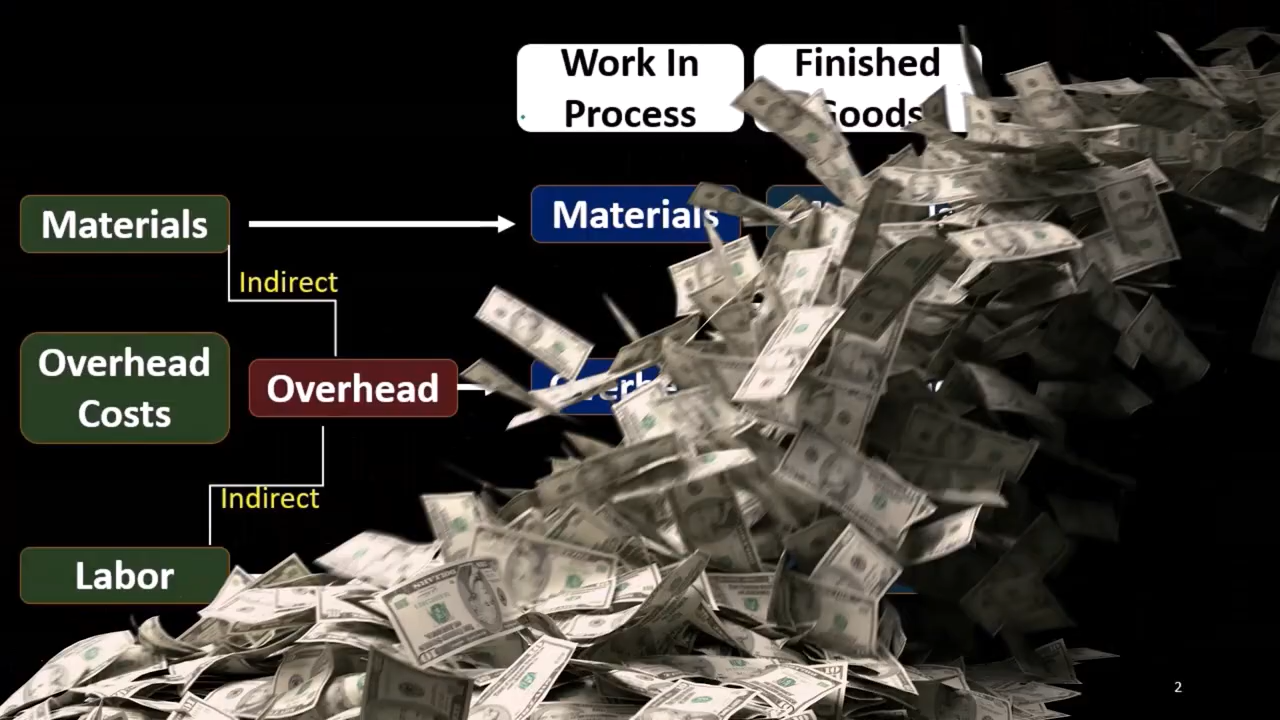 Work In
Process
Finished
Goods
Materials
Materials
Indirect
Overhead
Costs
Overhead
Indirect
Labor
2